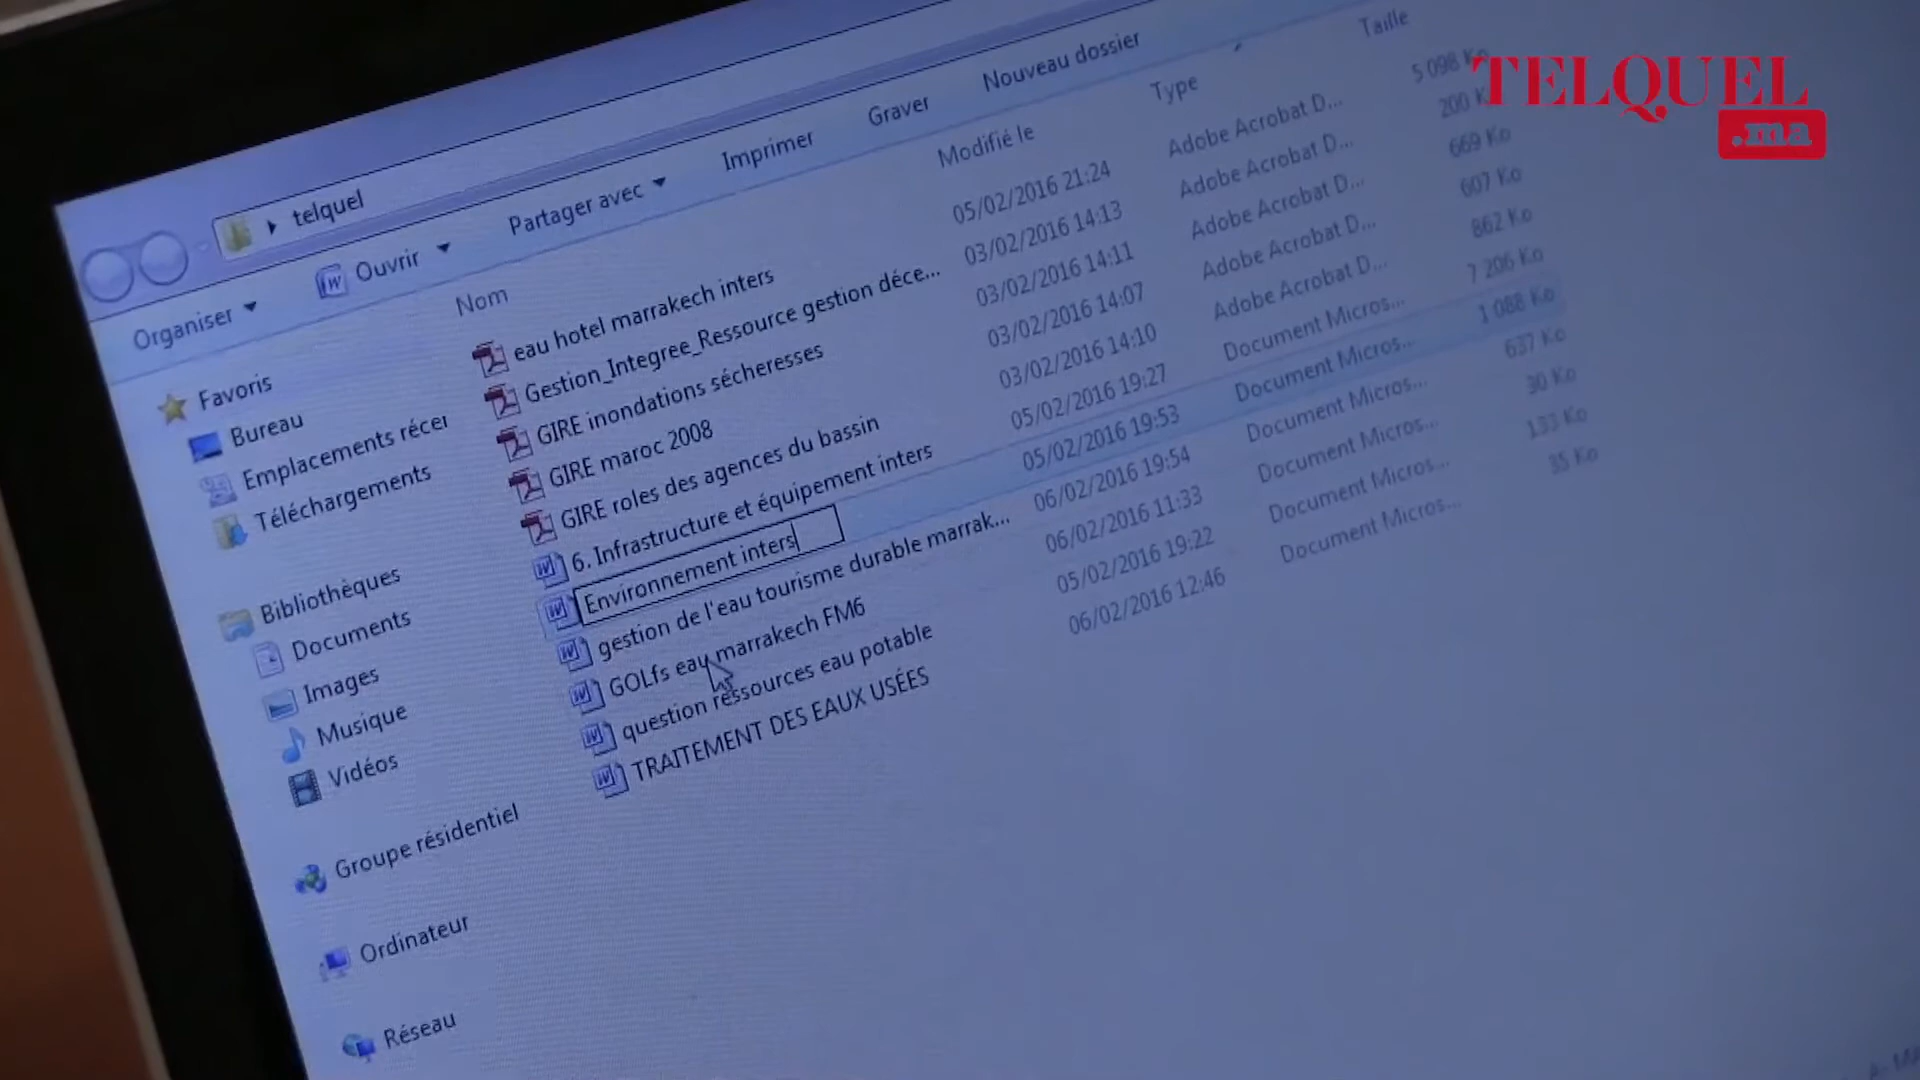 TELQUEL
.ma
telquel
Organiser
Ouvrir
Partager avec
Imprimer
Graver
Nouveau dossier
Nom
Modifié le
Type
Taille
eau hotel marrakech inters 05/02/2016 21:24 Adobe Acrobat D... 5 098 Ko
Gestion_Integree_Ressource gestion déce... 03/02/2016 14:13 Adobe Acrobat D... 200 K
GIRE inondations sécheresses 03/02/2016 14:11 Adobe Acrobat D... 669 Ko
GIRE maroc 2008 03/02/2016 14:07 Adobe Acrobat D... 607 Ko
GIRE roles des agences du bassin 03/02/2016 14:10 Adobe Acrobat D... 862 Ko
6. Infrastructure et équipement inters 05/02/2016 19:27 Document Micros... 7 206 Ko
Environnement inters 05/02/2016 19:53 Document Micros... 1 088 Ko
gestion de l'eau tourisme durable marrak... 06/02/2016 19:54 Document Micros... 637 Ko
GOLfs eau marrakech FM6 06/02/2016 11:33 Document Micros... 30 Ko
question ressources eau potable 05/02/2016 19:22 Document Micros... 133 Ko
TRAITEMENT DES EAUX USÉES 06/02/2016 12:46 Document Micros... 35 Ko
Favoris
Bureau
Emplacements récer
Téléchargements
Bibliothèques
Documents
Images
Musique
Vidéos
Groupe résidentiel
Ordinateur
Réseau